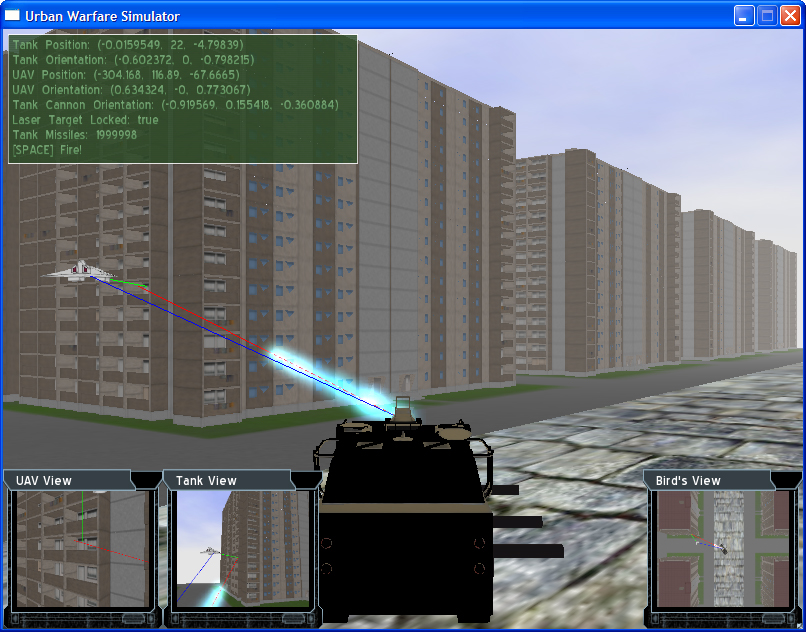 Urban Warfare Simulator
Tank Position: (-0.0159549, 22, -4.79839)
Tank Orientation: (-0.602372, 0, -0.798215)
UAV Position: (-304.168, 116.89, -67.6665)
UAV Orientation: (0.634324, -0, 0.773067)
Tank Cannon Orientation: (-0.919569, 0.155418, -0.360884)
Laser Target Locked: true
Tank Missiles: 1999998
[SPACE] Fire!
UAV View
Tank View
Bird's View